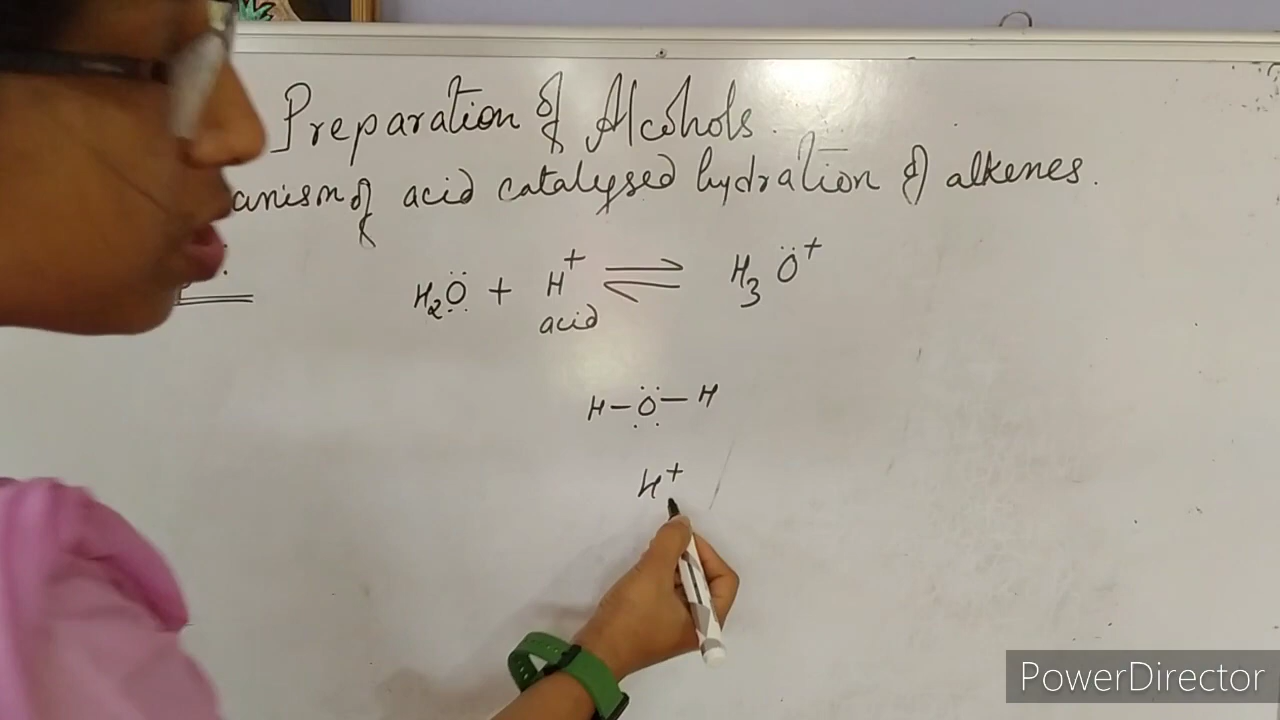 Preparation of Alcohols.
anism of acid catalysed hydration of alkenes.
H2Ö + H+ ⇌ H3Ö+
acid
H–Ö–H
H+
PowerDirector